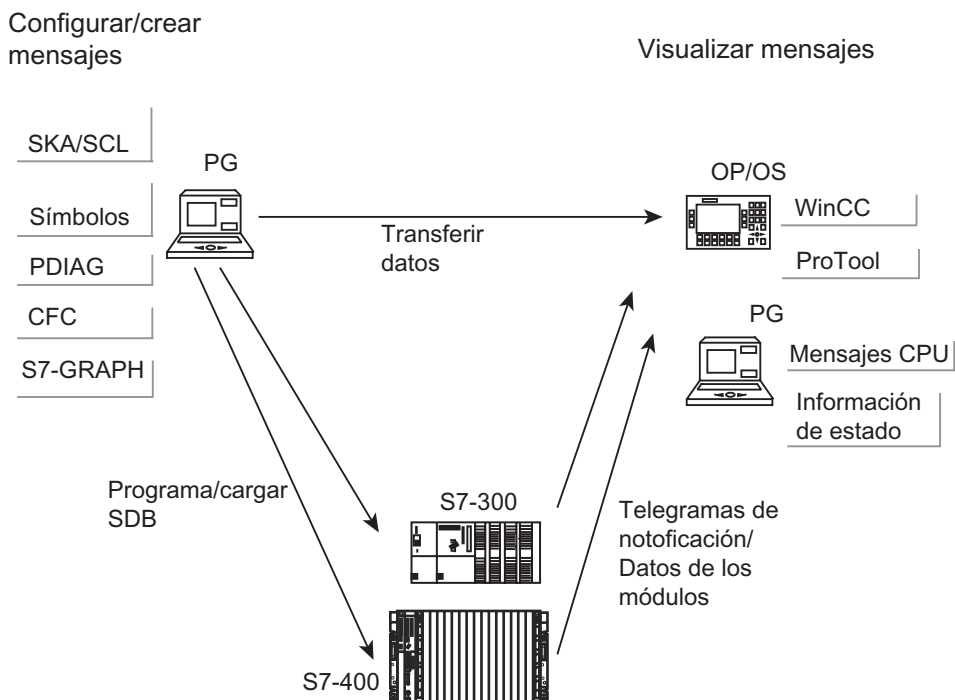 Configurar/crear
mensajes
Visualizar mensajes
SKA/SCL
PG
Símbolos
PDIAG
CFC
S7-GRAPH
Transferir
datos
OP/OS
WinCC
ProTool
PG
Mensajes CPU
Información
de estado
Programa/cargar
SDB
S7-300
Telegramas de
notoficación/
Datos de los
módulos
S7-400